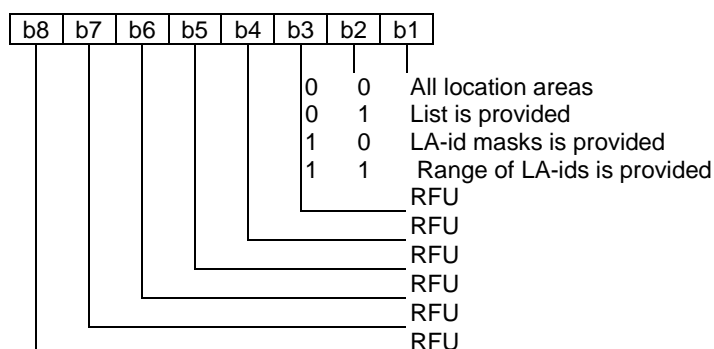 b8 b7 b6 b5 b4 b3 b2 b1
0 0 All location areas
0 1 List is provided
1 0 LA-id masks is provided
1 1 Range of LA-ids is provided
RFU
RFU
RFU
RFU
RFU
RFU